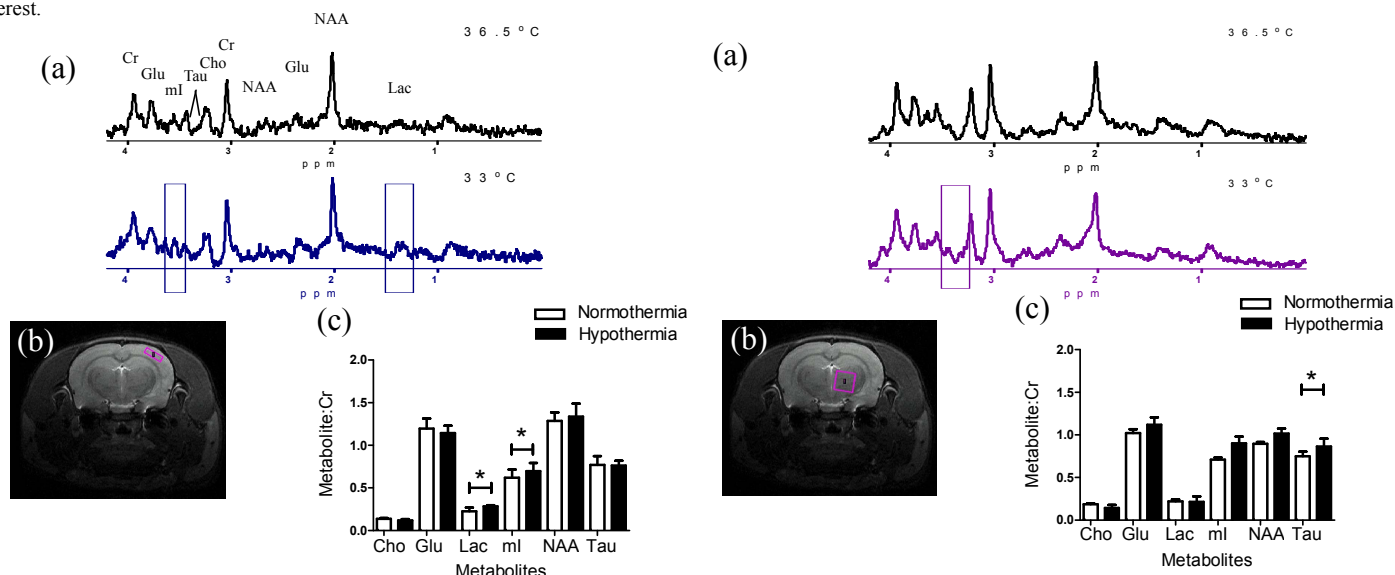 erest.
(a)
NAA
36.5 °C
Cr
Glu
mI
Tau
Cho
Cr
NAA
Glu
Lac
4 3 2 1
ppm
33 °C
4 3 2 1
ppm
(b)
(c)
Normothermia
Hypothermia
Metabolite:Cr
2.0
1.5
1.0
0.5
0.0
*
*
Cho Glu Lac mI NAA Tau
Metabolites
(a)
36.5 °C
4 3 2 1
ppm
33 °C
4 3 2 1
ppm
(b)
(c)
Normothermia
Hypothermia
Metabolite:Cr
2.0
1.5
1.0
0.5
0.0
*
Cho Glu Lac mI NAA Tau
Metabolites